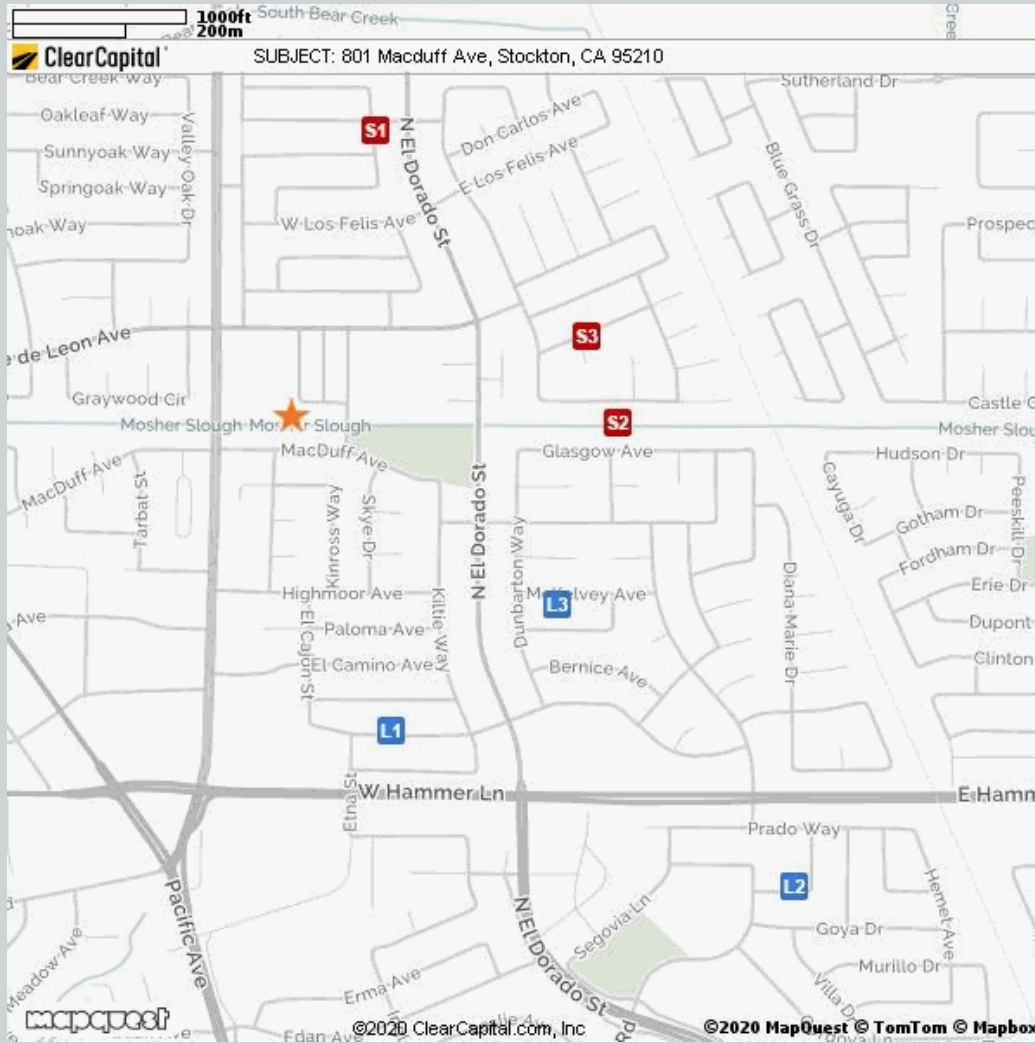 1000ft
200m
South Bear Creek
ClearCapital
SUBJECT: 801 Macduff Ave, Stockton, CA 95210
Bear Creek Way
Sutherland Dr
Oakleaf Way
Valley Oak Dr
S1
N El Dorado St
Don Carlos Ave
Sunnyoak Way
Blue Grass Dr
Springoak Way
E Los Felis Ave
W Los Felis Ave
noak Way
Prospec
e de Leon Ave
S3
Graywood Cir
Castle C
Mosher Slough
Slough
S2
Mosher Slou
MacDuff Ave
MacDuff Ave
Glasgow Ave
Hudson Dr
Tarbat St
Kinross Way
Skye Dr
N El Dorado St
Cayuga Dr
Peeskill Dr
Gotham Dr
Dunbarton Way
Fordham Dr
Highmoor Ave
Kiltie Way
L3
Diana Marie Dr
Erie Dr
Ave
El Cajon St
Paloma Ave
Dupont
El Camino Ave
Bernice Ave
Clinton
L1
Etna St
W Hammer Ln
E Hamm
Prado Way
Pacific Ave
L2
Hemet Ave
N El Dorado St
Segovia Ln
Goya Dr
Meadow Ave
Murillo Dr
Erma Ave
Villa D
mapquest
©2020 ClearCapital.com, Inc
Rd
©2020 MapQuest © TomTom © Mapbox
Edan Ave